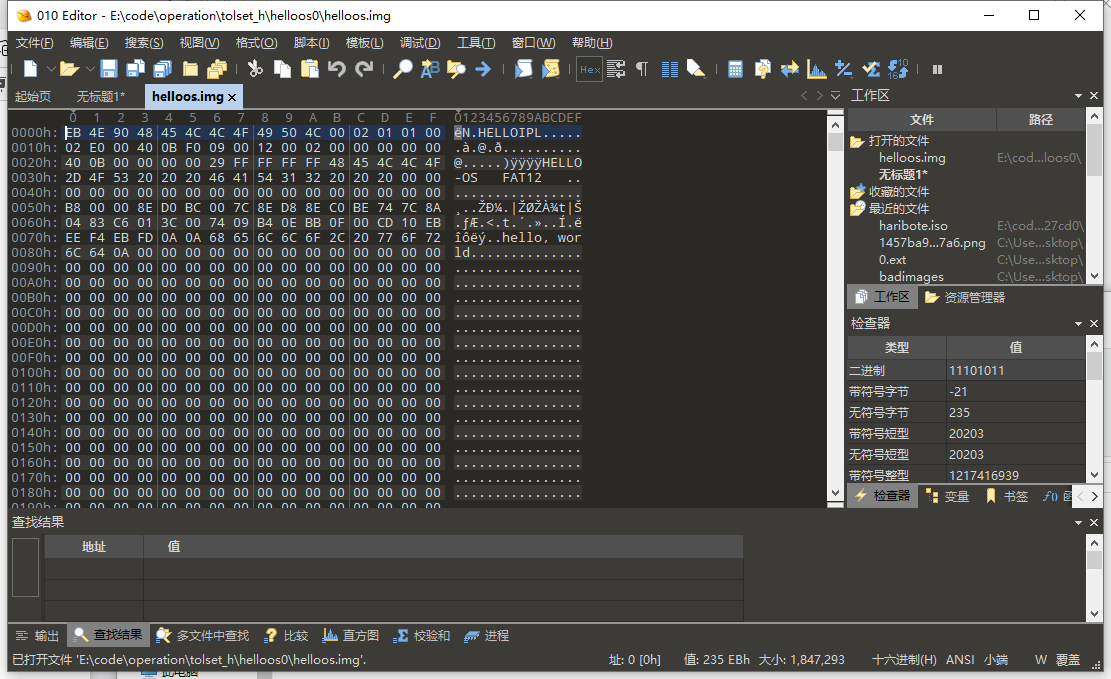 010 Editor - E:\code\operation\tolset_h\helloos0\helloos.img
文件(F) 编辑(E) 搜索(S) 视图(V) 格式(O) 脚本(I) 模板(L) 调试(D) 工具(T) 窗口(W) 帮助(H)
起始页 无标题1* helloos.img
0 1 2 3 4 5 6 7 8 9 A B C D E F 0123456789ABCDEF
0000h: EB 4E 90 48 45 4C 4C 4F 49 50 4C 00 02 01 01 00 ëN.HELLOIPL.....
0010h: 02 E0 00 40 0B F0 09 00 12 00 02 00 00 00 00 00 .à.@.ð..........
0020h: 40 0B 00 00 00 00 29 FF FF FF FF 48 45 4C 4C 4F @.....)ÿÿÿÿHELLO
0030h: 2D 4F 53 20 20 20 46 41 54 31 32 20 20 20 00 00 -OS   FAT12   ..
0040h: 00 00 00 00 00 00 00 00 00 00 00 00 00 00 00 00 ................
0050h: B8 00 00 8E D0 BC 00 7C 8E D8 8E C0 BE 74 7C 8A ¸..ŽÐ¼.|ŽØŽÀ¾t|Š
0060h: 04 83 C6 01 3C 00 74 09 B4 0E BB 0F 00 CD 10 EB .ƒÆ.<.t.´.»..Í.ë
0070h: EE F4 EB FD 0A 0A 68 65 6C 6C 6F 2C 20 77 6F 72 îôëý..hello, wor
0080h: 6C 64 0A 00 00 00 00 00 00 00 00 00 00 00 00 00 ld..............
0090h: 00 00 00 00 00 00 00 00 00 00 00 00 00 00 00 00 ................
00A0h: 00 00 00 00 00 00 00 00 00 00 00 00 00 00 00 00 ................
00B0h: 00 00 00 00 00 00 00 00 00 00 00 00 00 00 00 00 ................
00C0h: 00 00 00 00 00 00 00 00 00 00 00 00 00 00 00 00 ................
00D0h: 00 00 00 00 00 00 00 00 00 00 00 00 00 00 00 00 ................
00E0h: 00 00 00 00 00 00 00 00 00 00 00 00 00 00 00 00 ................
00F0h: 00 00 00 00 00 00 00 00 00 00 00 00 00 00 00 00 ................
0100h: 00 00 00 00 00 00 00 00 00 00 00 00 00 00 00 00 ................
0110h: 00 00 00 00 00 00 00 00 00 00 00 00 00 00 00 00 ................
0120h: 00 00 00 00 00 00 00 00 00 00 00 00 00 00 00 00 ................
0130h: 00 00 00 00 00 00 00 00 00 00 00 00 00 00 00 00 ................
0140h: 00 00 00 00 00 00 00 00 00 00 00 00 00 00 00 00 ................
0150h: 00 00 00 00 00 00 00 00 00 00 00 00 00 00 00 00 ................
0160h: 00 00 00 00 00 00 00 00 00 00 00 00 00 00 00 00 ................
0170h: 00 00 00 00 00 00 00 00 00 00 00 00 00 00 00 00 ................
0180h: 00 00 00 00 00 00 00 00 00 00 00 00 00 00 00 00 ................
工作区
文件 路径
打开的文件
helloos.img E:\cod...loos0\
无标题1*
收藏的文件
最近的文件
haribote.iso E:\cod...27cd0\
1457ba9...7a6.png C:\Use...sktop\
0.ext C:\Use...sktop\
badimages C:\Use...sktop\
工作区 资源管理器
检查器
类型 值
二进制 11101011
带符号字节 -21
无符号字节 235
带符号短型 20203
无符号短型 20203
带符号整型 1217416939
检查器 变量 书签
查找结果
地址 值
输出 查找结果 多文件中查找 比较 直方图 校验和 进程
已打开文件 'E:\code\operation\tolset_h\helloos0\helloos.img'. 址: 0 [0h] 值: 235 EBh 大小: 1,847,293 十六进制(H) ANSI 小端 W 覆盖
此电脑